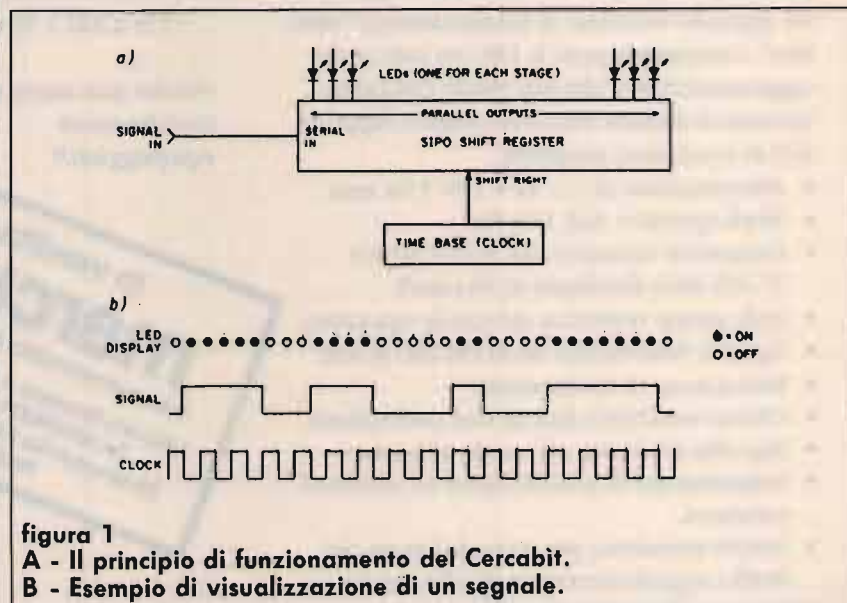 a)
LEDs (ONE FOR EACH STAGE)
PARALLEL OUTPUTS
SIGNAL
IN
SERIAL
IN
SIPO SHIFT REGISTER
SHIFT RIGHT
TIME BASE (CLOCK)
b)
LED
DISPLAY
= ON
= OFF
SIGNAL
CLOCK
figura 1
A - Il principio di funzionamento del Cercabìt.
B - Esempio di visualizzazione di un segnale.